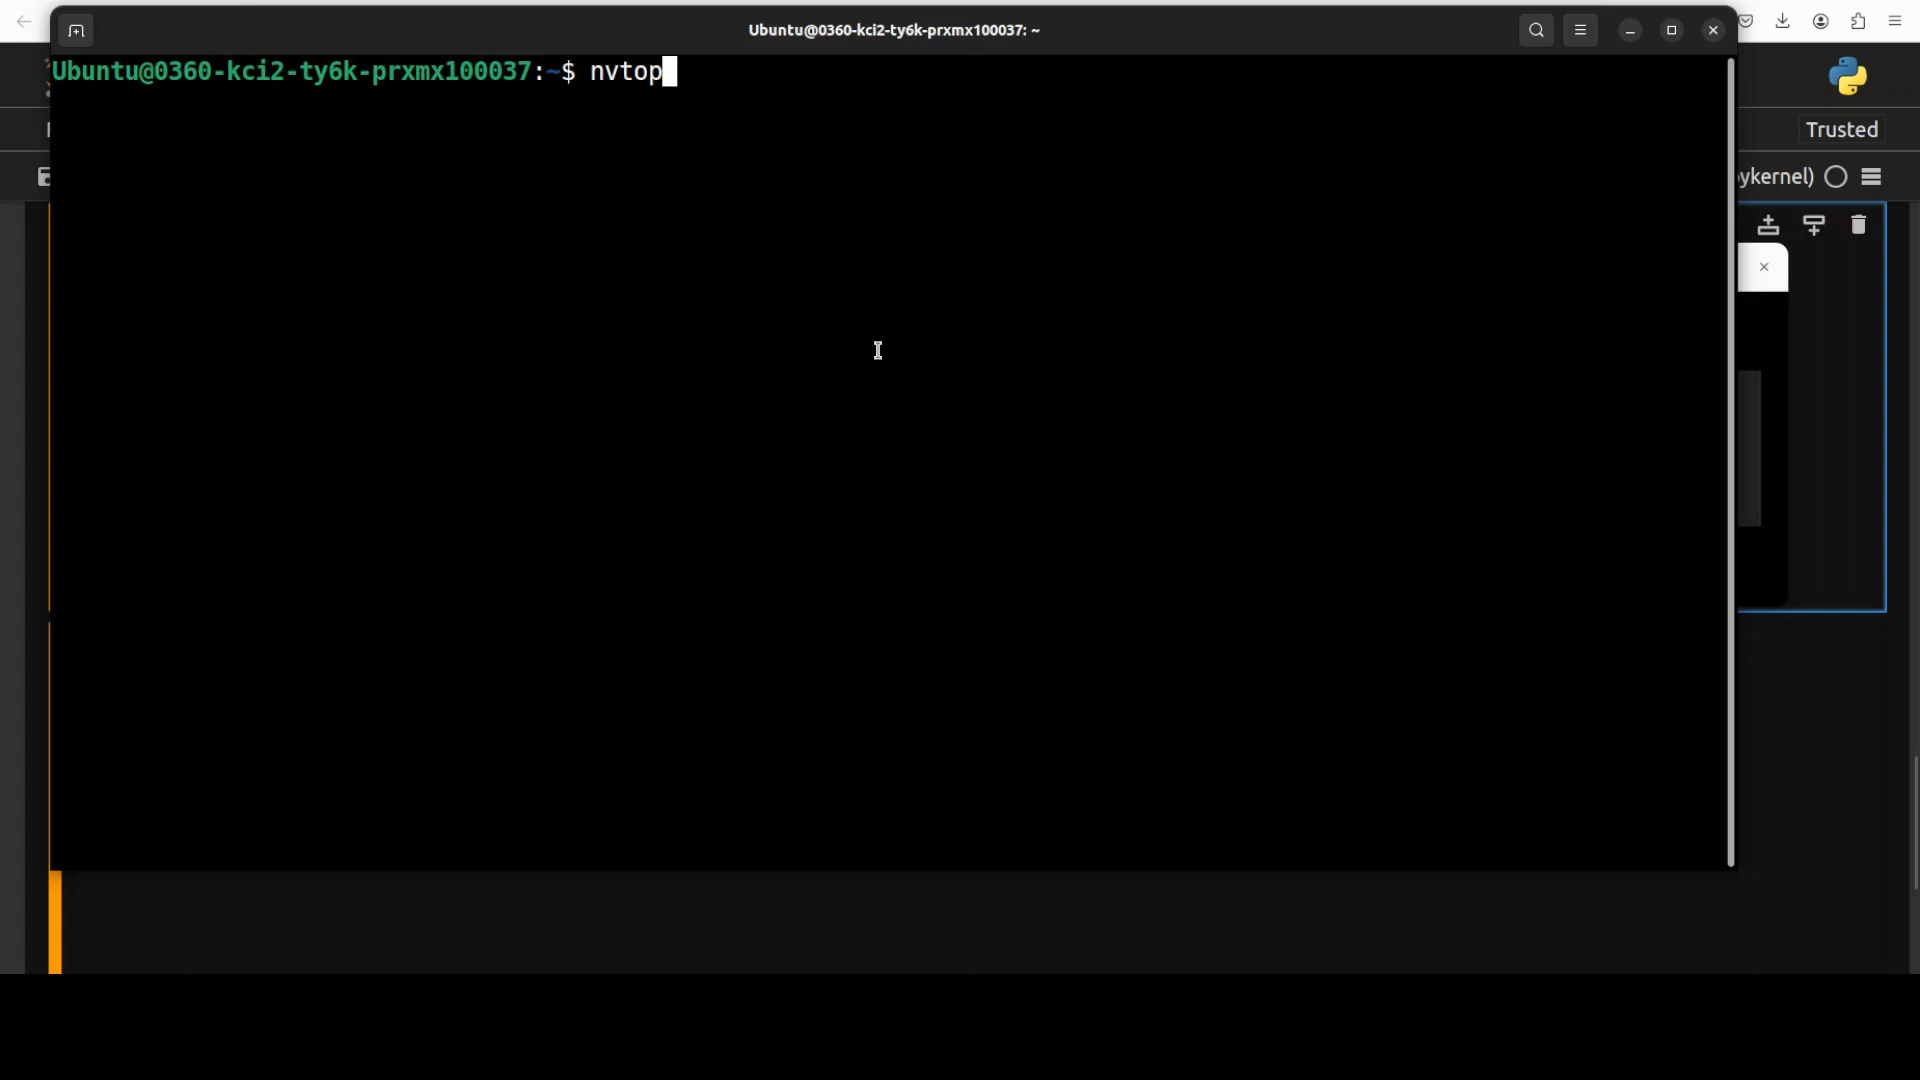 Ubuntu@0360-kci2-ty6k-prxmx100037: ~
Ubuntu@0360-kci2-ty6k-prxmx100037:~$ nvtop
Trusted
ykernel)